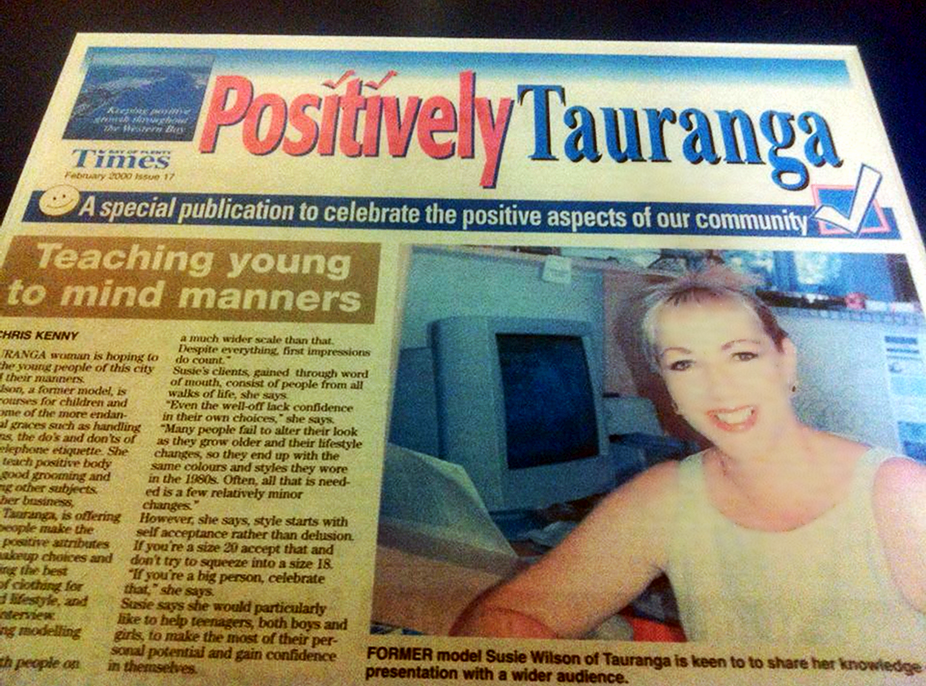 Keeping positive
growth throughout
the Western Bay
Positively Tauranga
BAY OF PLENTY
Times
February 2000 Issue 17
A special publication to celebrate the positive aspects of our community
Teaching young
to mind manners
CHRIS KENNY
URANGA woman is hoping to
the young people of this city
their manners.
lson, a former model, is
courses for children and
ome of the more endan-
al graces such as handling
ns, the do's and don'ts of
elephone etiquette. She
teach positive body
good grooming and
ng other subjects.
her business,
Tauranga, is offering
people make the
positive attributes
akeup choices and
ing the best
of clothing for
d lifestyle, and
interview.
ng modelling
th people on
a much wider scale than that.
Despite everything, first impressions
do count."
Susie's clients, gained through word
of mouth, consist of people from all
walks of life, she says.
"Even the well-off lack confidence
in their own choices," she says.
"Many people fail to alter their look
as they grow older and their lifestyle
changes, so they end up with the
same colours and styles they wore
in the 1980s. Often, all that is need-
ed is a few relatively minor
changes."
However, she says, style starts with
self acceptance rather than delusion.
If you're a size 20 accept that and
don't try to squeeze into a size 18.
"If you're a big person, celebrate
that," she says.
Susie says she would particularly
like to help teenagers, both boys and
girls, to make the most of their per-
sonal potential and gain confidence
in themselves.
FORMER model Susie Wilson of Tauranga is keen to to share her knowledge
presentation with a wider audience.